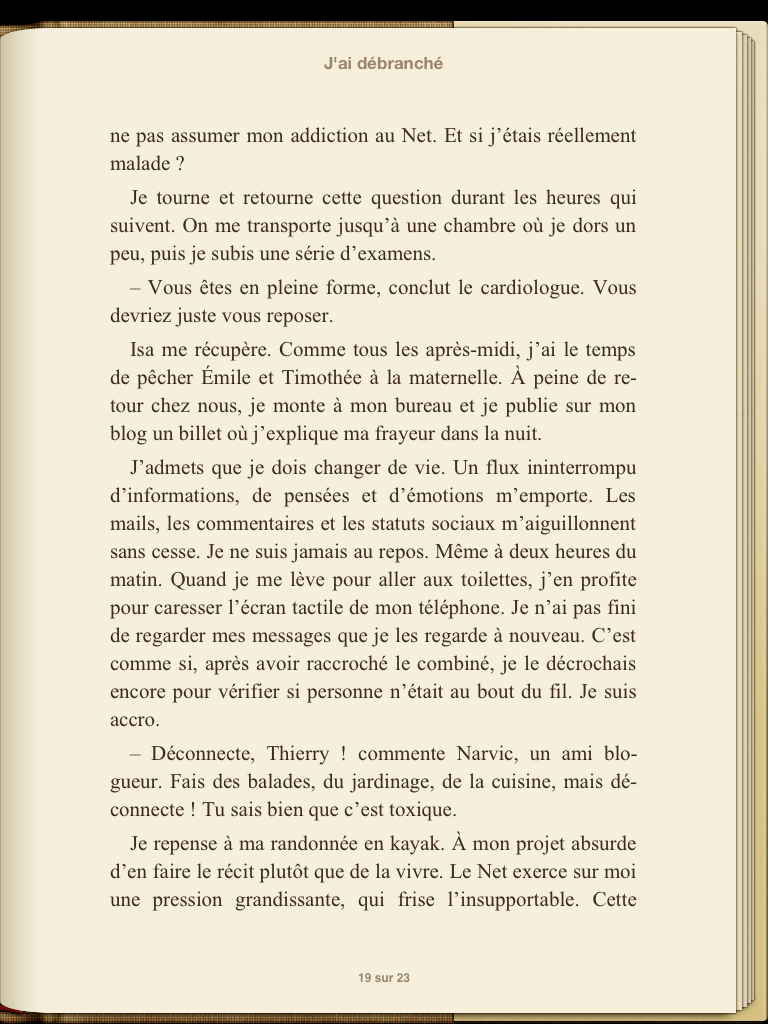 J'ai débranché
ne pas assumer mon addiction au Net. Et si j’étais réellement
malade ?
Je tourne et retourne cette question durant les heures qui
suivent. On me transporte jusqu’à une chambre où je dors un
peu, puis je subis une série d’examens.
– Vous êtes en pleine forme, conclut le cardiologue. Vous
devriez juste vous reposer.
Isa me récupère. Comme tous les après-midi, j’ai le temps
de pêcher Émile et Timothée à la maternelle. À peine de re-
tour chez nous, je monte à mon bureau et je publie sur mon
blog un billet où j’explique ma frayeur dans la nuit.
J’admets que je dois changer de vie. Un flux ininterrompu
d’informations, de pensées et d’émotions m’emporte. Les
mails, les commentaires et les statuts sociaux m’aiguillonnent
sans cesse. Je ne suis jamais au repos. Même à deux heures du
matin. Quand je me lève pour aller aux toilettes, j’en profite
pour caresser l’écran tactile de mon téléphone. Je n’ai pas fini
de regarder mes messages que je les regarde à nouveau. C’est
comme si, après avoir raccroché le combiné, je le décrochais
encore pour vérifier si personne n’était au bout du fil. Je suis
accro.
– Déconnecte, Thierry ! commente Narvic, un ami blo-
gueur. Fais des balades, du jardinage, de la cuisine, mais dé-
connecte ! Tu sais bien que c’est toxique.
Je repense à ma randonnée en kayak. À mon projet absurde
d’en faire le récit plutôt que de la vivre. Le Net exerce sur moi
une pression grandissante, qui frise l’insupportable. Cette
19 sur 23